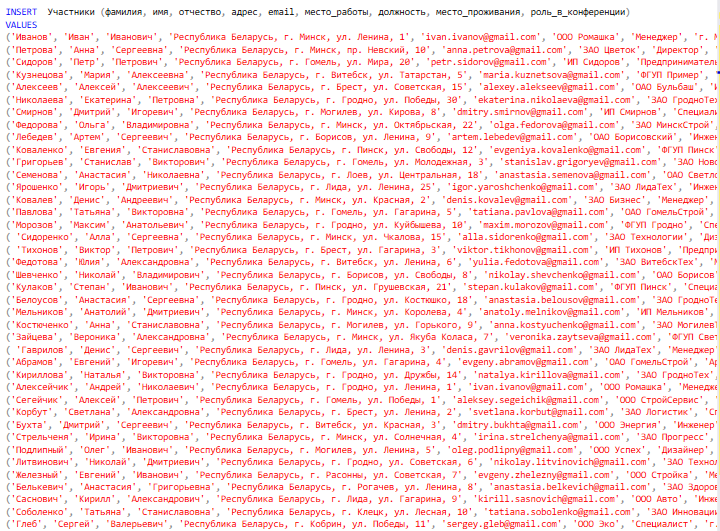 INSERT Участники (фамилия, имя, отчество, адрес, email, место_работы, должность, место_проживания, роль_в_конференции)
VALUES
('Иванов', 'Иван', 'Иванович', 'Республика Беларусь, г. Минск, ул. Ленина, 1', 'ivan.ivanov@gmail.com', 'ООО Ромашка', 'Менеджер', 'г. М
('Петрова', 'Анна', 'Сергеевна', 'Республика Беларусь, г. Минск, пр. Невский, 10', 'anna.petrova@gmail.com', 'ЗАО Цветок', 'Директор',
('Сидоров', 'Петр', 'Петрович', 'Республика Беларусь, г. Гомель, ул. Мира, 20', 'petr.sidorov@gmail.com', 'ИП Сидоров', 'Предприниматель
('Кузнецова', 'Мария', 'Алексеевна', 'Республика Беларусь, г. Витебск, ул. Татарстан, 5', 'maria.kuznetsova@gmail.com', 'ФГУП Пример',
('Алексеев', 'Алексей', 'Алексеевич', 'Республика Беларусь, г. Брест, ул. Советская, 15', 'alexey.alekseev@gmail.com', 'ОАО Бульбаш',
('Николаева', 'Екатерина', 'Петровна', 'Республика Беларусь, г. Гродно, ул. Победы, 30', 'ekaterina.nikolaeva@gmail.com', 'ЗАО ГродноТе
('Смирнов', 'Дмитрий', 'Игоревич', 'Республика Беларусь, г. Могилев, ул. Кирова, 8', 'dmitry.smirnov@gmail.com', 'ИП Смирнов', 'Специали
('Федорова', 'Ольга', 'Владимировна', 'Республика Беларусь, г. Минск, ул. Октябрьская, 22', 'olga.fedorova@gmail.com', 'ЗАО МинскСтрой',
('Лебедев', 'Артем', 'Сергеевич', 'Республика Беларусь, г. Борисов, ул. Ленина, 9', 'artem.lebedev@gmail.com', 'ОАО Борисовский', 'Инжен
('Коваленко', 'Евгения', 'Станиславовна', 'Республика Беларусь, г. Пинск, ул. Свободы, 12', 'evgeniya.kovalenko@gmail.com', 'ФГУП Пинск
('Григорьев', 'Станислав', 'Викторович', 'Республика Беларусь, г. Гомель, ул. Молодежная, 3', 'stanislav.grigoryev@gmail.com', 'ЗАО Ново
('Семенова', 'Анастасия', 'Николаевна', 'Республика Беларусь, г. Лоев, ул. Центральная, 18', 'anastasia.semenova@gmail.com', 'ОАО Светло
('Ярошенко', 'Игорь', 'Дмитриевич', 'Республика Беларусь, г. Лида, ул. Ленина, 25', 'igor.yaroshchenko@gmail.com', 'ЗАО ЛидаТех', 'Инже
('Ковалев', 'Денис', 'Андреевич', 'Республика Беларусь, г. Минск, ул. Красная, 2', 'denis.kovalev@gmail.com', 'ЗАО Бизнес', 'Менеджер',
('Павлова', 'Татьяна', 'Викторовна', 'Республика Беларусь, г. Гомель, ул. Гагарина, 5', 'tatiana.pavlova@gmail.com', 'ОАО ГомельСтрой',
('Морозов', 'Максим', 'Анатольевич', 'Республика Беларусь, г. Гродно, ул. Куйбышева, 10', 'maxim.morozov@gmail.com', 'ФГУП Гродно', 'Спе
('Сидоренко', 'Алла', 'Сергеевна', 'Республика Беларусь, г. Минск, ул. Чкалова, 15', 'alla.sidorenko@gmail.com', 'ЗАО Технологии', 'Диз
('Тихонов', 'Виктор', 'Петрович', 'Республика Беларусь, г. Брест, ул. Гагарина, 3', 'viktor.tikhonov@gmail.com', 'ИП Тихонов', 'Предпри
('Федотова', 'Юлия', 'Александровна', 'Республика Беларусь, г. Витебск, ул. Ленина, 6', 'yulia.fedotova@gmail.com', 'ЗАО ВитебскТех', 'М
('Шевченко', 'Николай', 'Владимирович', 'Республика Беларусь, г. Борисов, ул. Свободы, 8', 'nikolay.shevchenko@gmail.com', 'ОАО Борисов
('Кулаков', 'Степан', 'Иванович', 'Республика Беларусь, г. Пинск, ул. Грушевская, 21', 'stepan.kulakov@gmail.com', 'ФГУП Пинск', 'Специа
('Белоусов', 'Анастасия', 'Сергеевна', 'Республика Беларусь, г. Гродно, ул. Костюшко, 18', 'anastasia.belousov@gmail.com', 'ЗАО ГродноТе
('Мельников', 'Анатолий', 'Дмитриевич', 'Республика Беларусь, г. Минск, ул. Королева, 4', 'anatoly.melnikov@gmail.com', 'ИП Мельников',
('Костюченко', 'Анна', 'Станиславовна', 'Республика Беларусь, г. Могилев, ул. Горького, 9', 'anna.kostyuchenko@gmail.com', 'ЗАО МогилевТ
('Зайцева', 'Вероника', 'Александровна', 'Республика Беларусь, г. Минск, ул. Якуба Коласа, 7', 'veronika.zaytseva@gmail.com', 'ФГУП Свет
('Гаврилов', 'Денис', 'Сергеевич', 'Республика Беларусь, г. Лида, ул. Ленина, 3', 'denis.gavrilov@gmail.com', 'ЗАО ЛидаТех', 'Менеджер'
('Абрамов', 'Евгений', 'Игоревич', 'Республика Беларусь, г. Гомель, ул. Гагарина, 4', 'evgeny.abramov@gmail.com', 'ОАО ГомельСтрой', 'Ар
('Кириллова', 'Наталья', 'Викторовна', 'Республика Беларусь, г. Гродно, ул. Дружбы, 14', 'natalya.kirillova@gmail.com', 'ЗАО ГродноТех',
('Алексейчик', 'Андрей', 'Николаевич', 'Республика Беларусь, г. Гродно, ул. Ленина, 1', 'ivan.ivanov@gmail.com', 'ООО Ромашка', 'Менедже
('Сегейчик', 'Алексей', 'Петрович', 'Республика Беларусь, г. Гомель, ул. Победы, 1', 'aleksey.segeichik@gmail.com', 'ООО СтройСервис',
('Корбут', 'Светлана', 'Александровна', 'Республика Беларусь, г. Брест, ул. Ленина, 2', 'svetlana.korbut@gmail.com', 'ЗАО Логистик', 'Сп
('Бухта', 'Дмитрий', 'Сергеевич', 'Республика Беларусь, г. Витебск, ул. Красная, 3', 'dmitry.bukhta@gmail.com', 'ООО Энергия', 'Инженер'
('Стрельченя', 'Ирина', 'Викторовна', 'Республика Беларусь, г. Минск, ул. Солнечная, 4', 'irina.strelchenya@gmail.com', 'ЗАО Прогресс',
('Подлипный', 'Олег', 'Иванович', 'Республика Беларусь, г. Могилев, ул. Ленина, 5', 'oleg.podlipny@gmail.com', 'ООО Успех', 'Дизайнер',
('Литвинович', 'Николай', 'Дмитриевич', 'Республика Беларусь, г. Гродно, ул. Советская, 6', 'nikolay.litvinovich@gmail.com', 'ЗАО Технол
('Железный', 'Евгений', 'Иванович', 'Республика Беларусь, г. Рассоны, ул. Советская, 7', 'evgeny.zhelezny@gmail.com', 'ООО Стройка', 'Ме
('Белькевич', 'Анастасия', 'Григорьевна', 'Республика Беларусь, г. Рогачев, ул. Ленина, 8', 'anastasia.belkevich@gmail.com', 'ЗАО Здоро
('Саснович', 'Кирилл', 'Александрович', 'Республика Беларусь, г. Лида, ул. Гагарина, 9', 'kirill.sasnovich@gmail.com', 'ООО Авто', 'Инже
('Соболенко', 'Татьяна', 'Станиславовна', 'Республика Беларусь, г. Клецк, ул. Лесная, 10', 'tatiana.sobolenko@gmail.com', 'ЗАО Инноваци
('Глеб', 'Сергей', 'Валерьевич', 'Республика Беларусь, г. Кобрин, ул. Победы, 11', 'sergey.gleb@gmail.com', 'ООО Эко', 'Специалист', 'г.